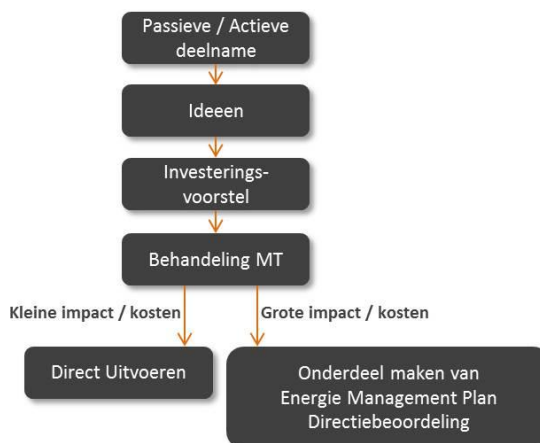 Passieve / Actieve
deelname
Ideeen
Investerings-
voorstel
Behandeling MT
Kleine impact / kosten
Grote impact / kosten
Direct Uitvoeren
Onderdeel maken van
Energie Management Plan
Directiebeoordeling